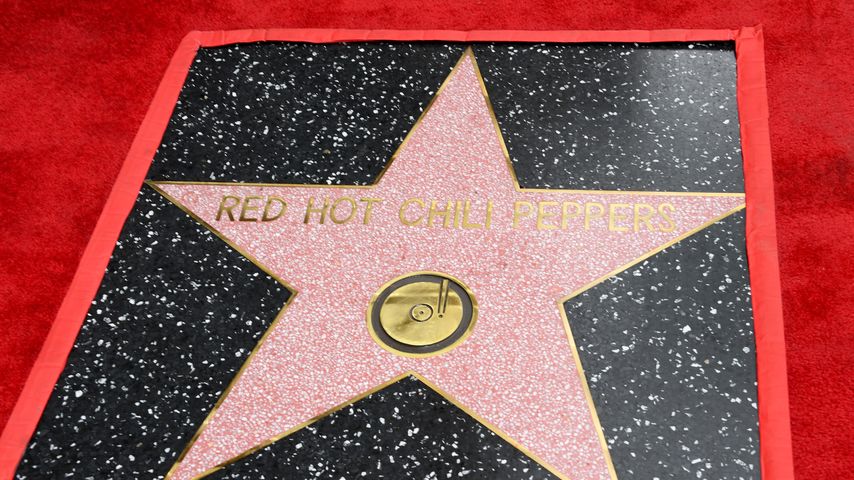 RED HOT CHILI PEPPERS